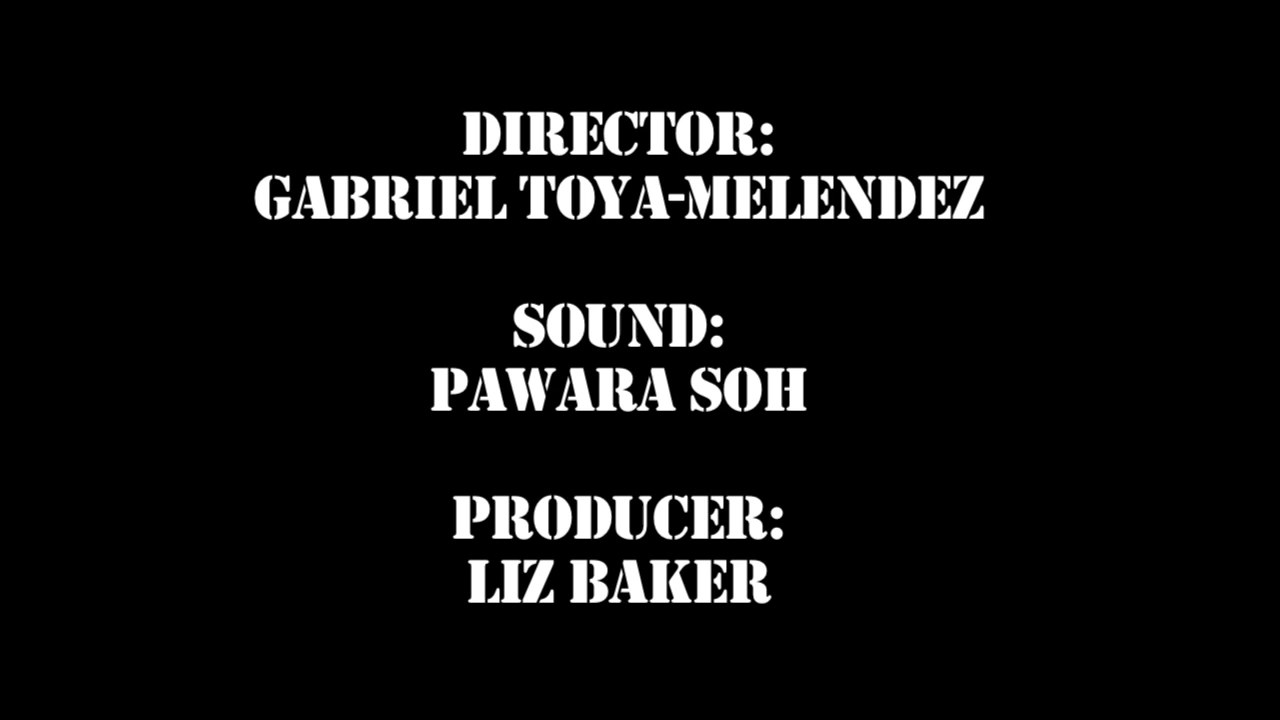 DIRECTOR:
GABRIEL TOYA-MELENDEZ
SOUND:
PAWARA SOH
PRODUCER:
LIZ BAKER